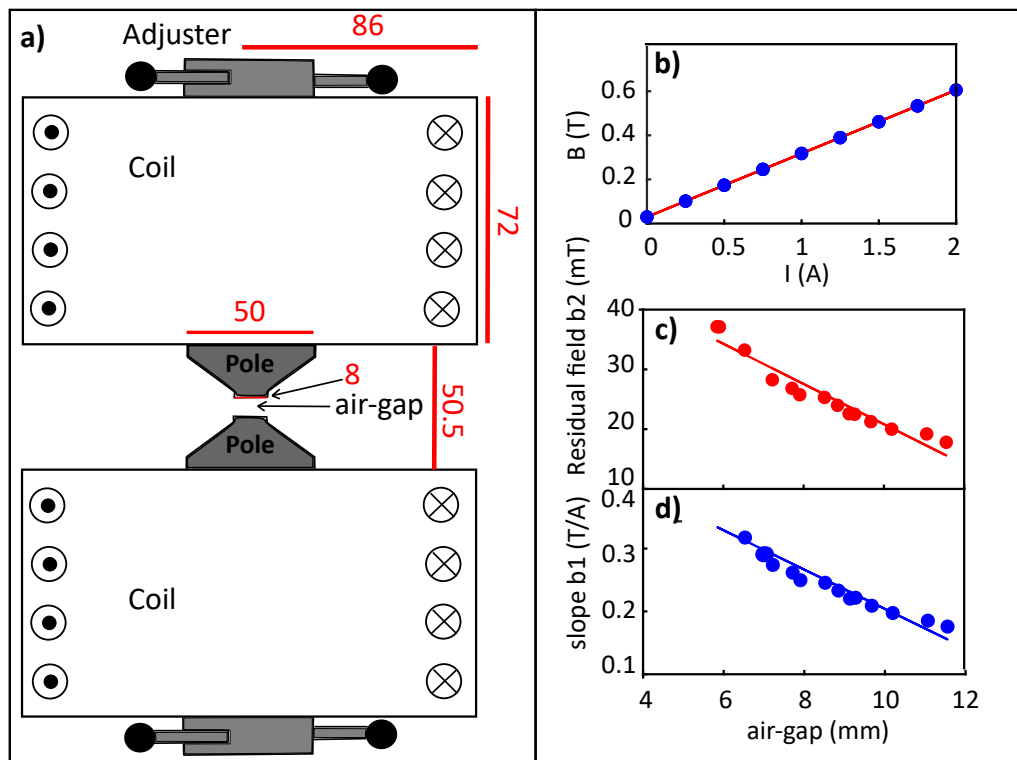 a)
Adjuster
86
Coil
72
50
Pole
8
air-gap
50.5
Pole
Coil
b)
B (T)
0.6
0.4
0.2
0
0 0.5 1 1.5 2
I (A)
c)
Residual field b2 (mT)
40
30
20
10
d)
slope b1 (T/A)
0.4
0.3
0.2
0.1
4 6 8 10 12
air-gap (mm)